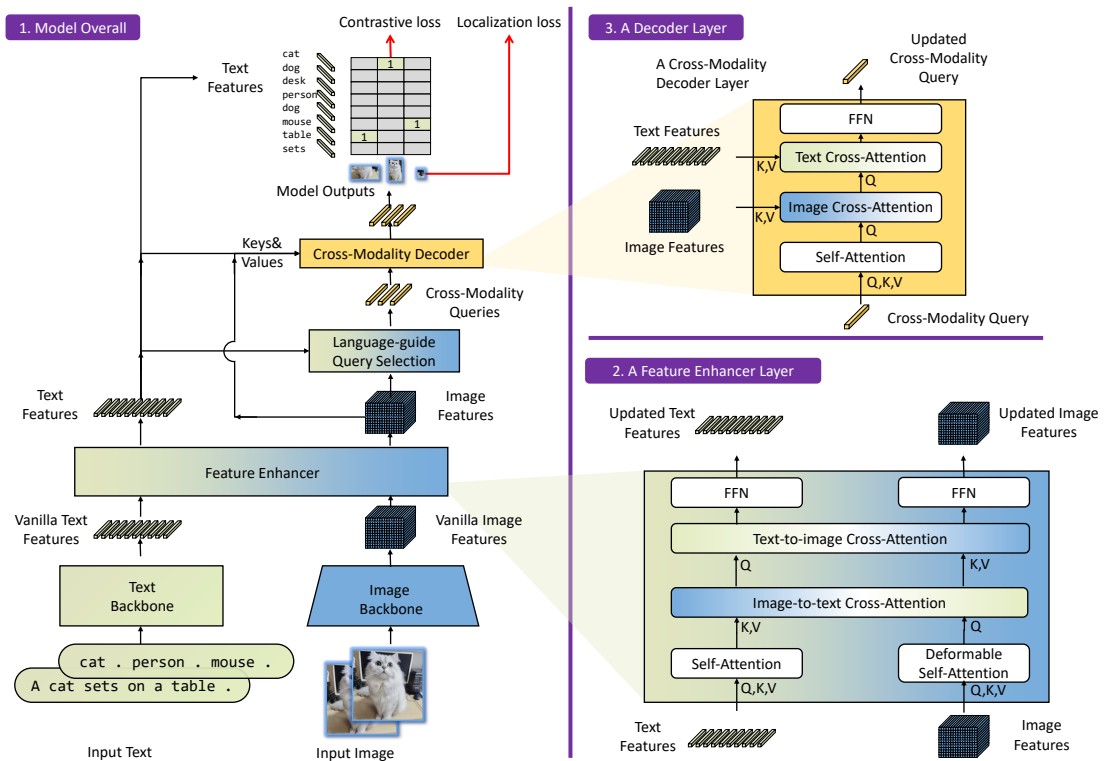 1. Model Overall
Contrastive loss
Localization loss
Text
Features
cat
dog
desk
person
dog
mouse
table
sets
1
1
1
Model Outputs
Keys&
Values
Cross-Modality Decoder
Cross-Modality
Queries
Language-guide
Query Selection
Text
Features
Image
Features
Feature Enhancer
Vanilla Text
Features
Vanilla Image
Features
Text
Backbone
Image
Backbone
cat . person . mouse .
A cat sets on a table .
Input Text
Input Image
3. A Decoder Layer
A Cross-Modality
Decoder Layer
Updated
Cross-Modality
Query
FFN
Text Features
K,V
Text Cross-Attention
Q
Image Cross-Attention
K,V
Image Features
Q
Self-Attention
Q,K,V
Cross-Modality Query
2. A Feature Enhancer Layer
Updated Text
Features
Updated Image
Features
FFN
FFN
Text-to-image Cross-Attention
Q
K,V
Image-to-text Cross-Attention
K,V
Q
Self-Attention
Deformable
Self-Attention
Q,K,V
Q,K,V
Text
Features
Image
Features